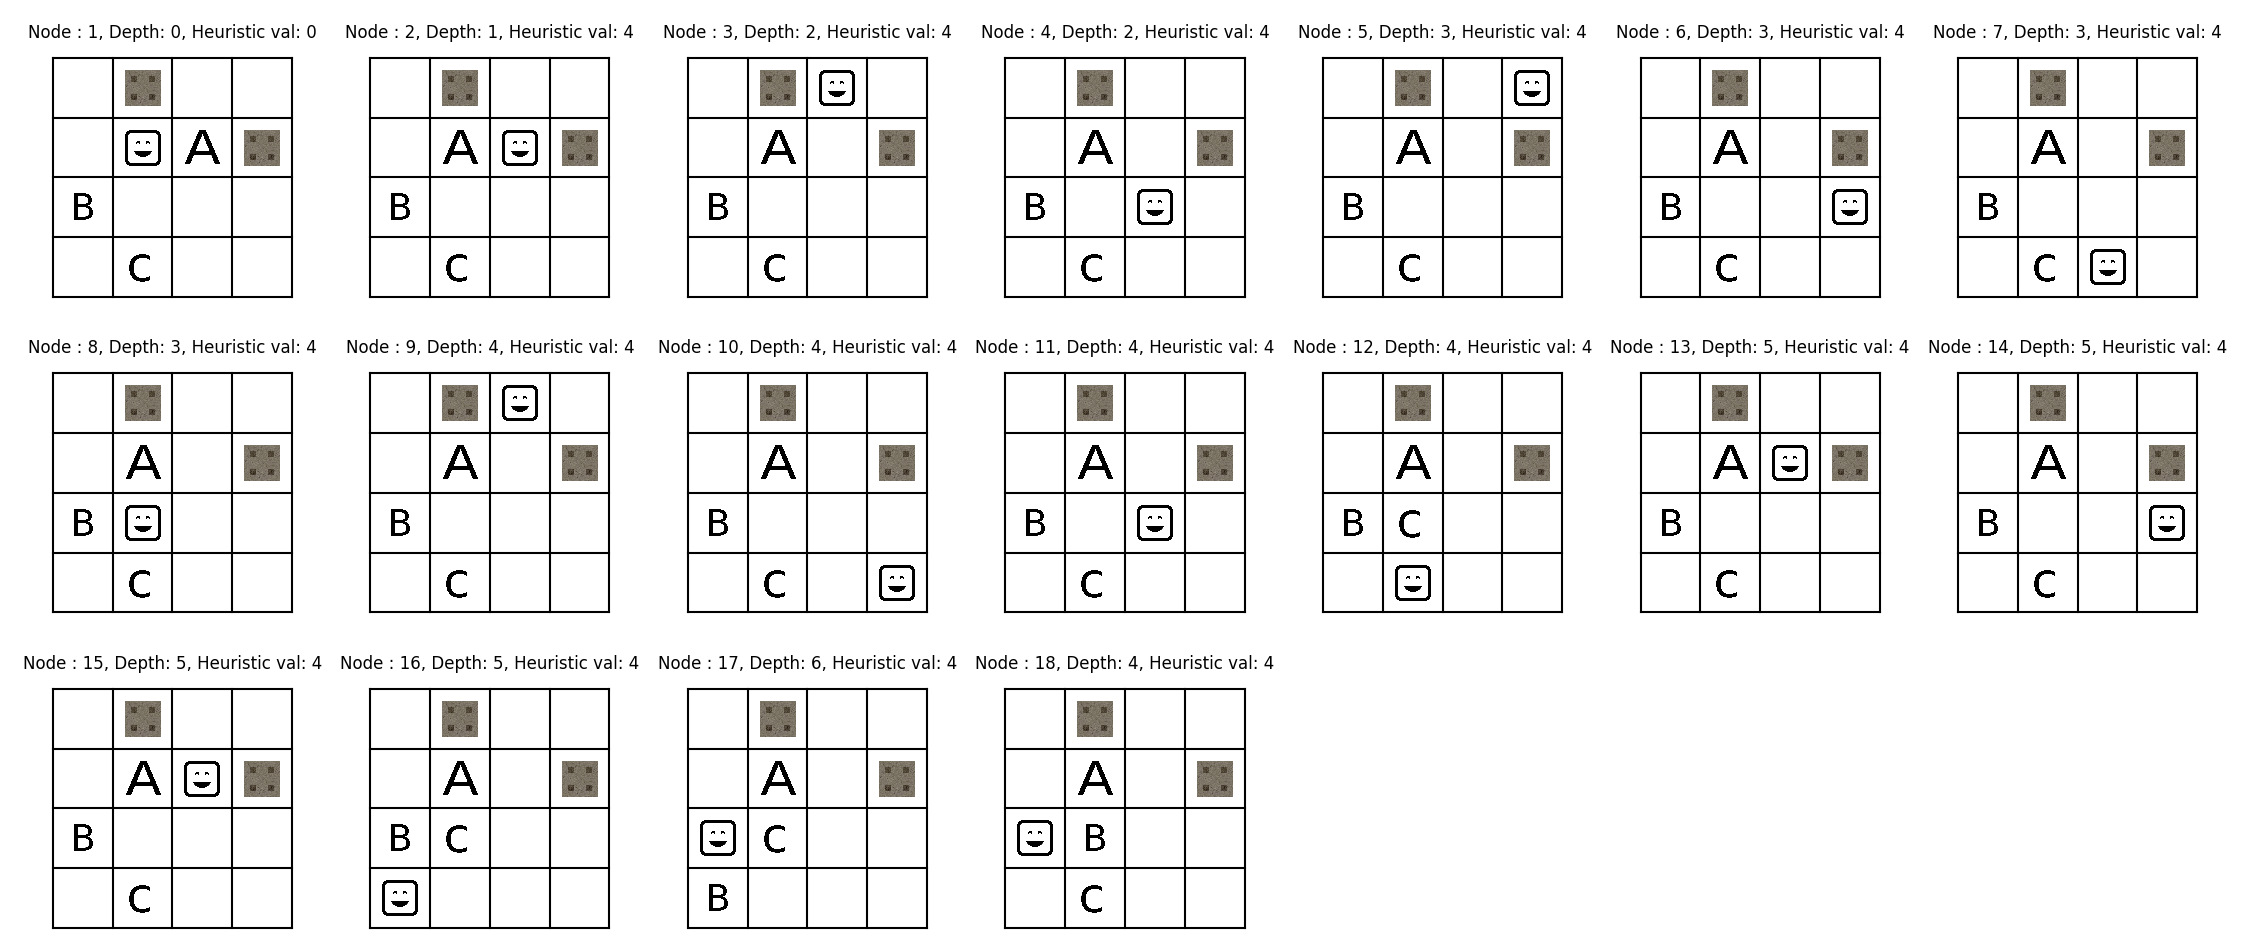 Node : 1, Depth: 0, Heuristic val: 0
Node : 2, Depth: 1, Heuristic val: 4
Node : 3, Depth: 2, Heuristic val: 4
Node : 4, Depth: 2, Heuristic val: 4
Node : 5, Depth: 3, Heuristic val: 4
Node : 6, Depth: 3, Heuristic val: 4
Node : 7, Depth: 3, Heuristic val: 4
A
B
C
A
B
C
A
B
C
A
B
C
A
B
C
A
B
C
A
B
C
Node : 8, Depth: 3, Heuristic val: 4
Node : 9, Depth: 4, Heuristic val: 4
Node : 10, Depth: 4, Heuristic val: 4
Node : 11, Depth: 4, Heuristic val: 4
Node : 12, Depth: 4, Heuristic val: 4
Node : 13, Depth: 5, Heuristic val: 4
Node : 14, Depth: 5, Heuristic val: 4
A
B
C
A
B
C
A
B
C
A
B
C
A
B C
A
B
C
A
B
C
Node : 15, Depth: 5, Heuristic val: 4
Node : 16, Depth: 5, Heuristic val: 4
Node : 17, Depth: 6, Heuristic val: 4
Node : 18, Depth: 4, Heuristic val: 4
A
B
C
A
B C
A
C
B
A
B
C